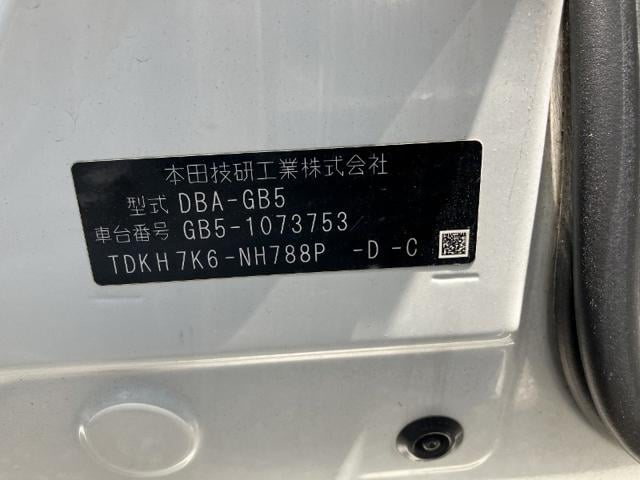 本田技研工業株式会社
型式 DBA-GB5
車台番号 GB5-1073753
TDKH7K6-NH788P -D-C